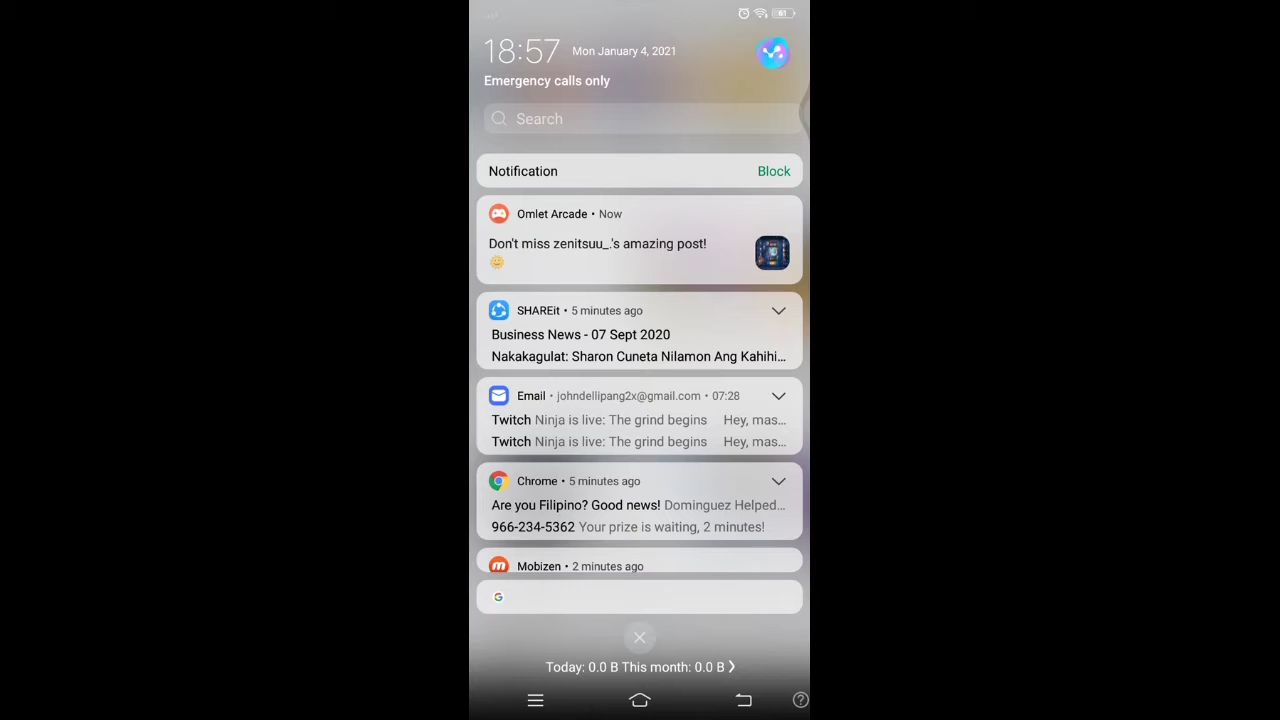 61
18:57 Mon January 4, 2021
Emergency calls only
Search
Notification Block
Omlet Arcade • Now
Don't miss zenitsuu_.'s amazing post!
🌞
SHAREit • 5 minutes ago
Business News - 07 Sept 2020
Nakakagulat: Sharon Cuneta Nilamon Ang Kahihi...
Email • johndellipang2x@gmail.com • 07:28
Twitch Ninja is live: The grind begins Hey, mas...
Twitch Ninja is live: The grind begins Hey, mas...
Chrome • 5 minutes ago
Are you Filipino? Good news! Dominguez Helped...
966-234-5362 Your prize is waiting, 2 minutes!
Mobizen • 2 minutes ago
Today: 0.0 B This month: 0.0 B ❯